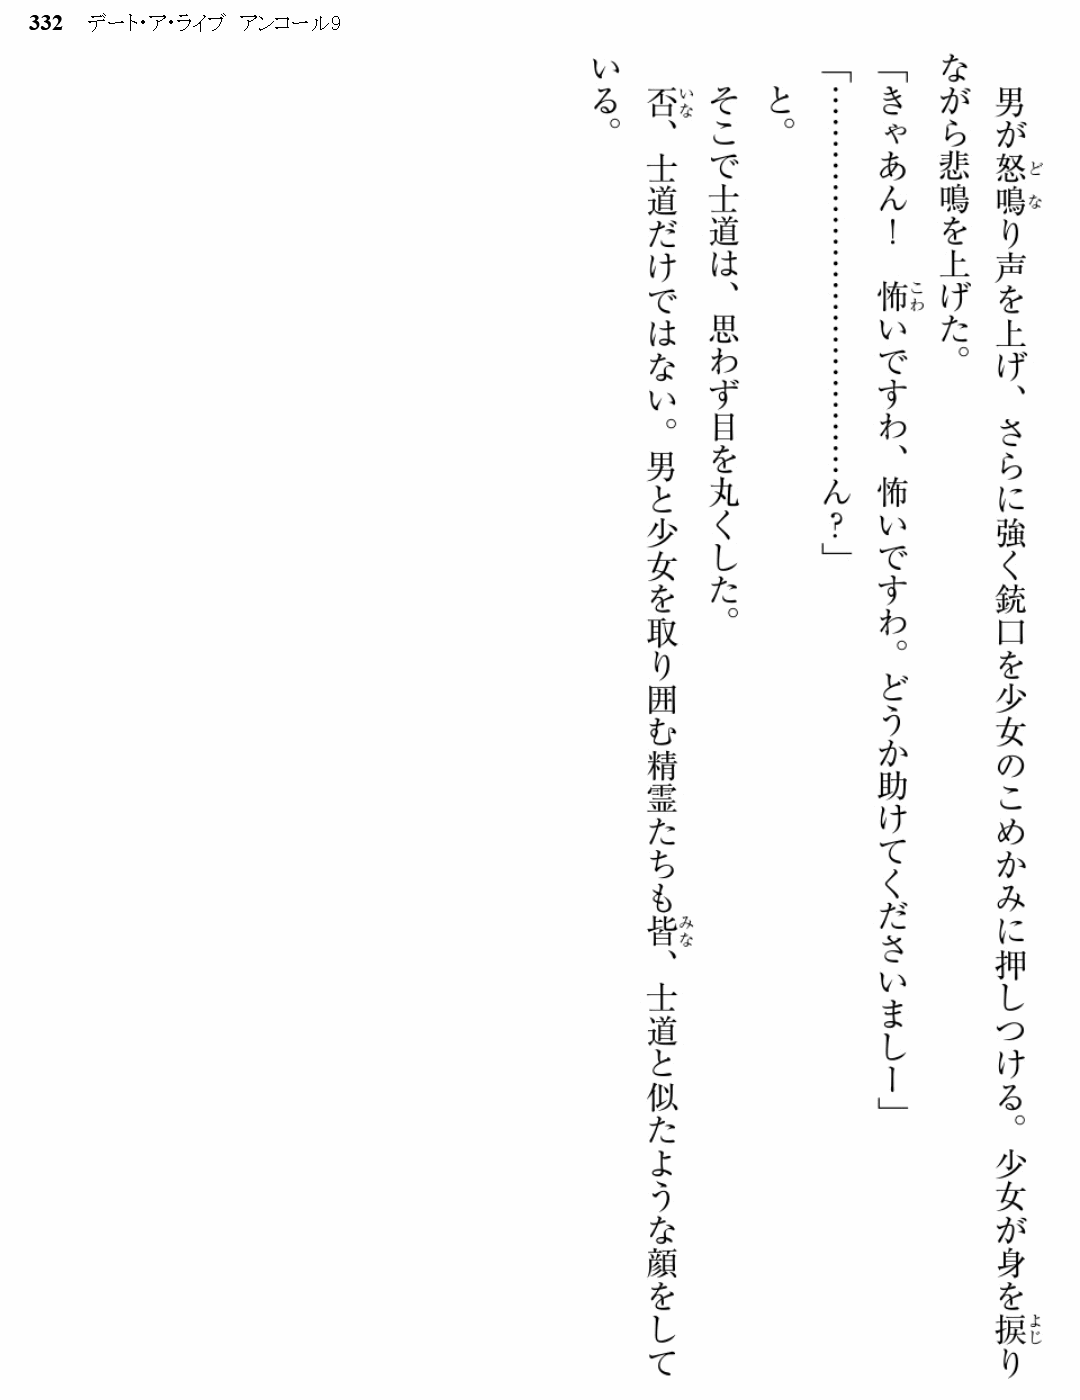 332 デート・ア・ライブ アンコール9
　男が怒鳴り声を上げ、さらに強く銃口を少女のこめかみに押しつける。少女が身を捩り
ながら悲鳴を上げた。
「きゃあん！　怖いですわ、怖いですわ。どうか助けてくださいましー」
「……………………………………ん？」
　と。
　そこで士道は、思わず目を丸くした。
　否、士道だけではない。男と少女を取り囲む精霊たちも皆、士道と似たような顔をして
いる。